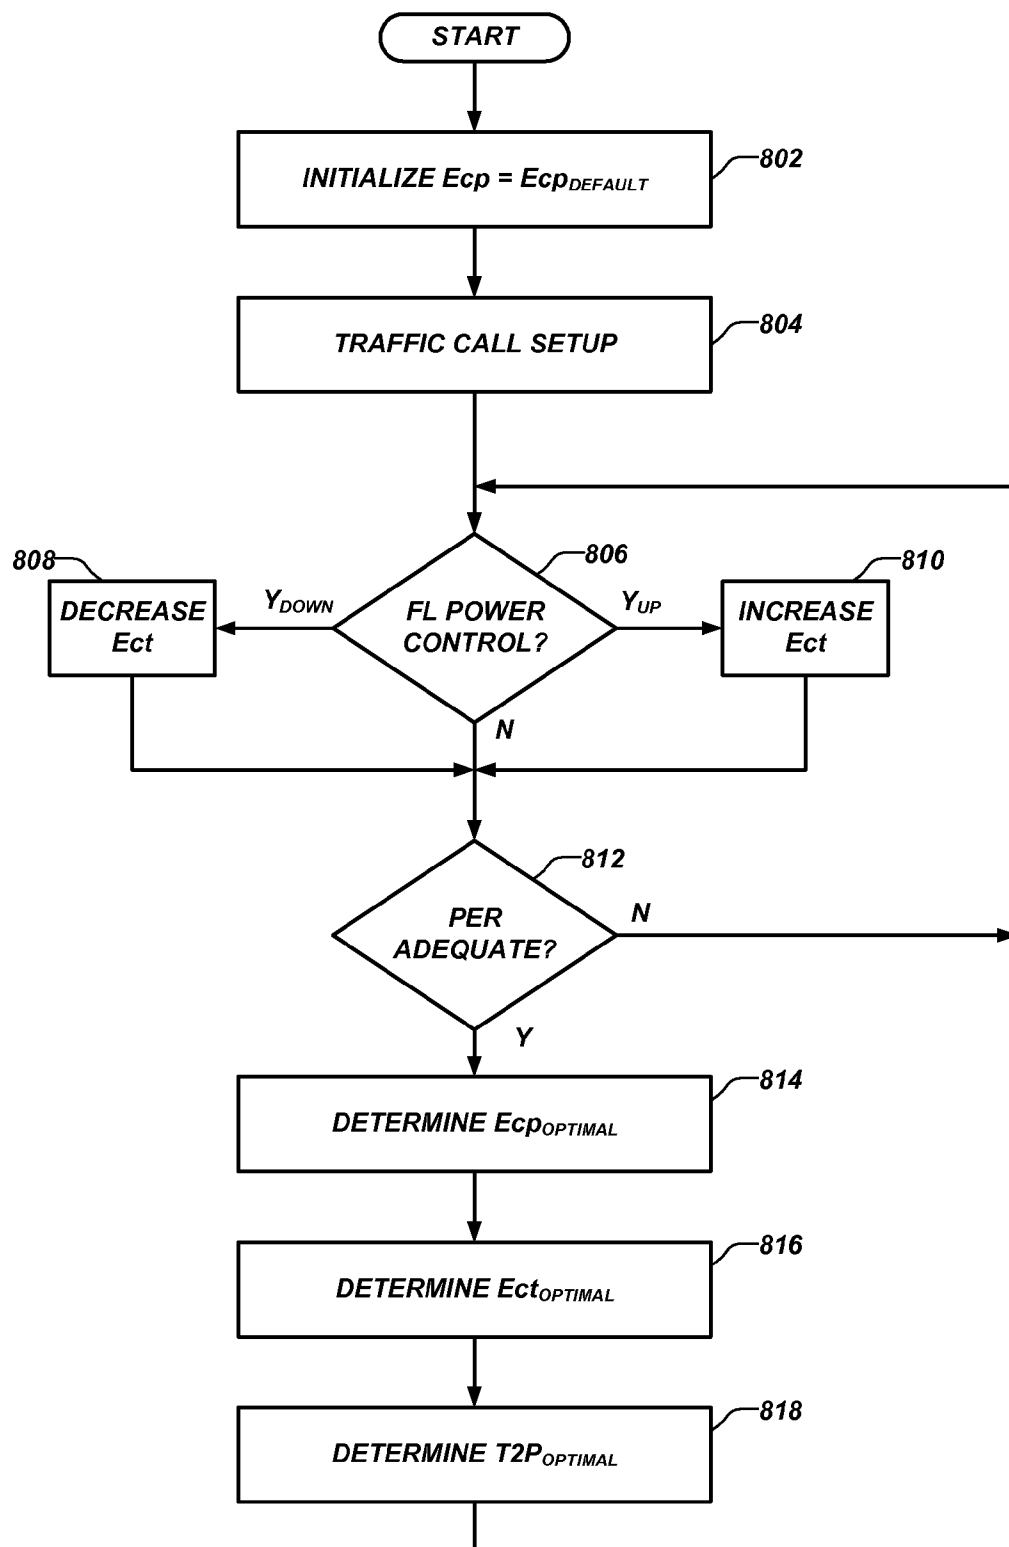 START
INITIALIZE Ecp = EcpDEFAULT
802
TRAFFIC CALL SETUP
804
808
DECREASE
Ect
YDOWN
806
FL POWER
CONTROL?
YUP
810
INCREASE
Ect
N
812
PER
ADEQUATE?
N
Y
814
DETERMINE EcpOPTIMAL
816
DETERMINE EctOPTIMAL
818
DETERMINE T2POPTIMAL